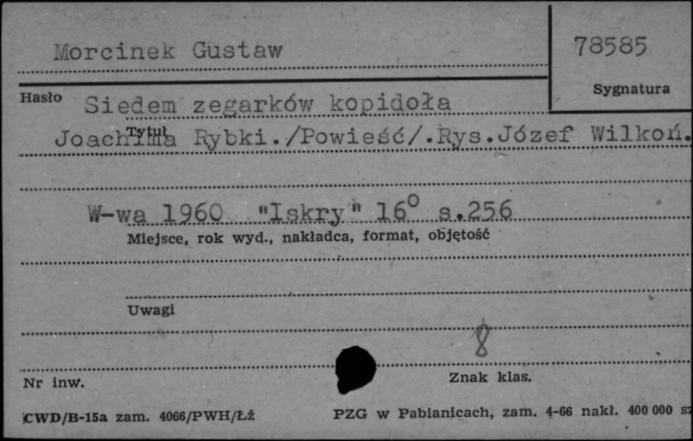 Morcinek Gustaw
78585
Sygnatura
Hasło
Siedem zegarków kopidoła
Tytuł
Joachima Rybki./Powieść/.Rys.Józef Wilkoń.
W-wa 1960 "Iskry" 16° s.256
Miejsce, rok wyd., nakładca, format, objętość
Uwagi
8
Nr inw.
Znak klas.
CWD/B-15a zam. 4066/PWH/Łź
PZG w Pabianicach, zam. 4-66 nakł. 400 000 sz